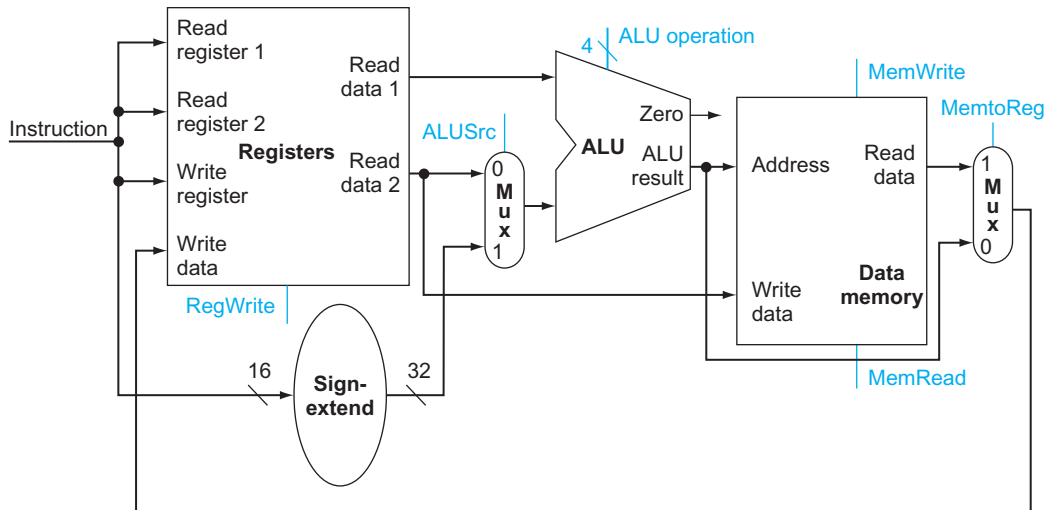 Instruction
Read
register 1
Read
register 2
Write
register
Write
data
Registers
Read
data 1
Read
data 2
RegWrite
16
Sign-
extend
32
ALUSrc
0
M
u
x
1
4
ALU operation
Zero
ALU
ALU
result
MemWrite
Address
Read
data
Write
data
Data
memory
MemRead
MemtoReg
1
M
u
x
0